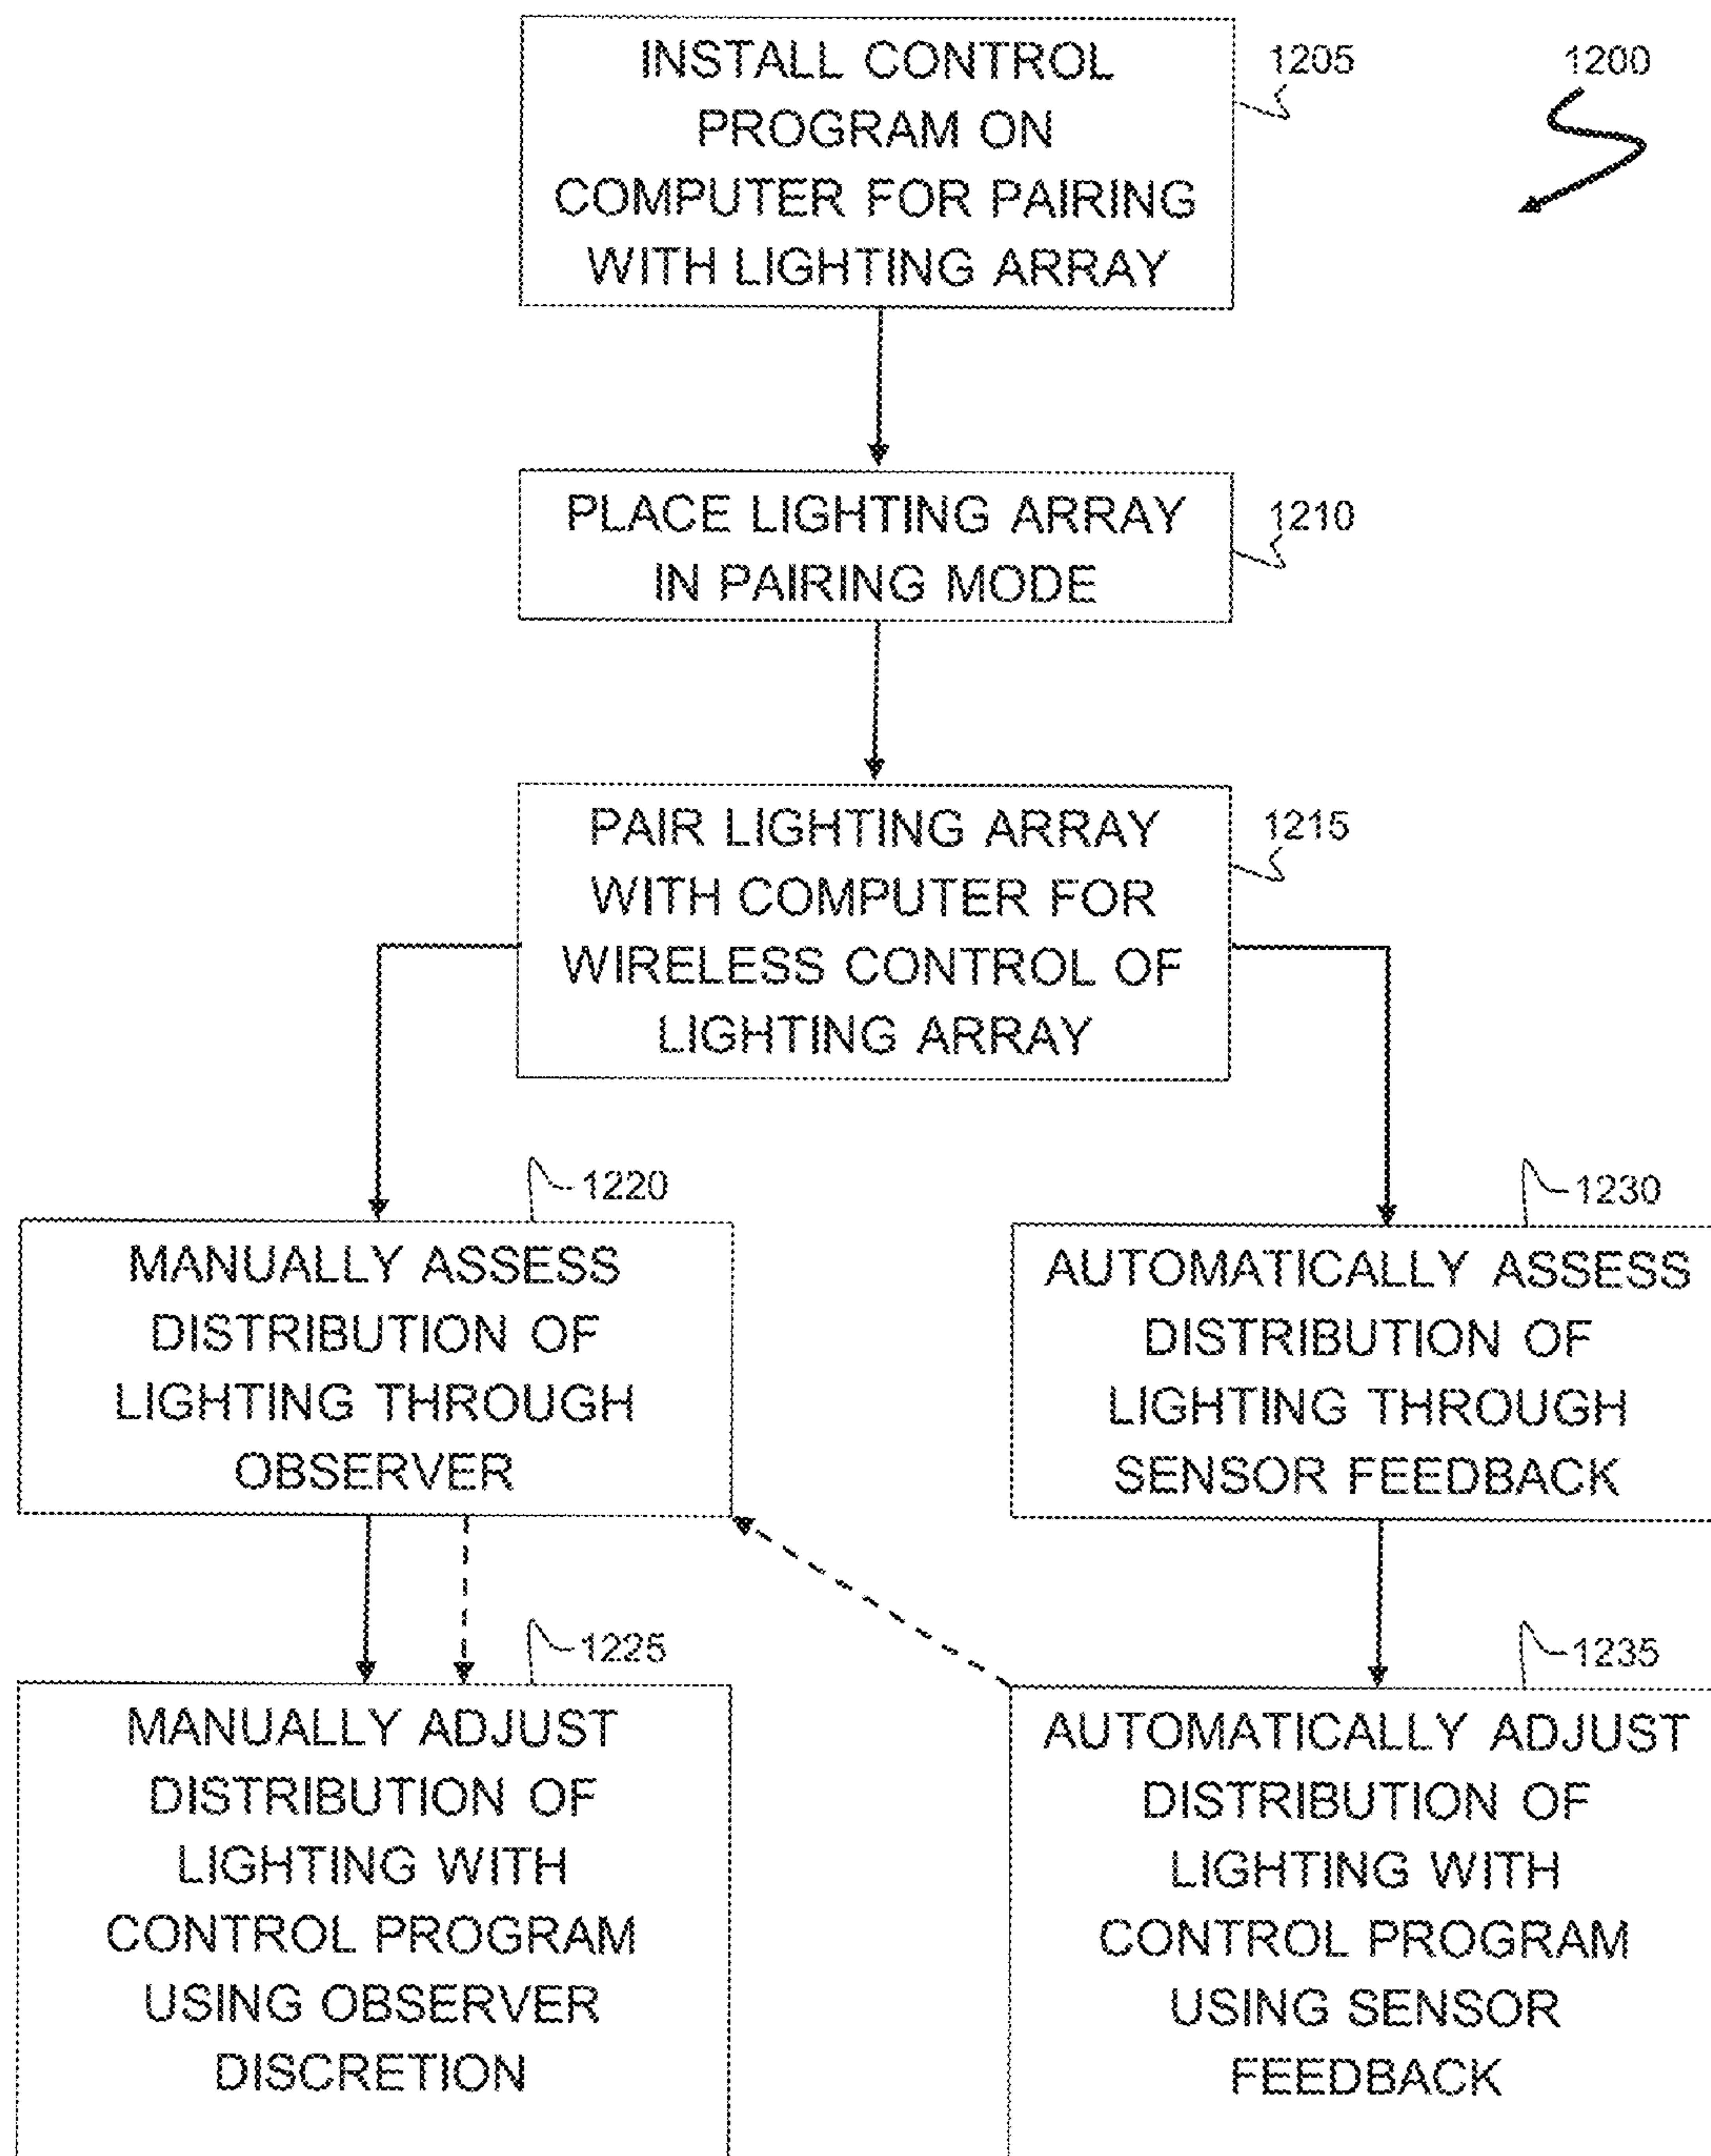 INSTALL CONTROL
PROGRAM ON
COMPUTER FOR PAIRING
WITH LIGHTING ARRAY
1205
1200
PLACE LIGHTING ARRAY
IN PAIRING MODE
1210
PAIR LIGHTING ARRAY
WITH COMPUTER FOR
WIRELESS CONTROL OF
LIGHTING ARRAY
1215
1220
MANUALLY ASSESS
DISTRIBUTION OF
LIGHTING THROUGH
OBSERVER
1230
AUTOMATICALLY ASSESS
DISTRIBUTION OF
LIGHTING THROUGH
SENSOR FEEDBACK
1225
MANUALLY ADJUST
DISTRIBUTION OF
LIGHTING WITH
CONTROL PROGRAM
USING OBSERVER
DISCRETION
1235
AUTOMATICALLY ADJUST
DISTRIBUTION OF
LIGHTING WITH
CONTROL PROGRAM
USING SENSOR
FEEDBACK